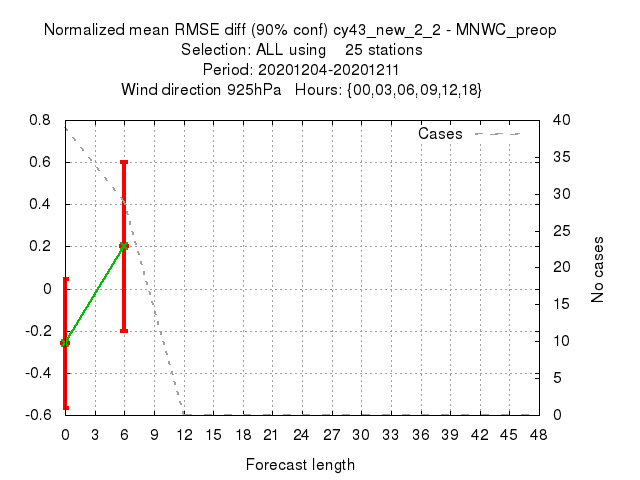 Normalized mean RMSE diff (90% conf) cy43_new_2_2 - MNWC_preop
Selection: ALL using 25 stations
Period: 20201204-20201211
Wind direction 925hPa Hours: {00,03,06,09,12,18}
Cases
0.8
0.6
0.4
0.2
0
-0.2
-0.4
-0.6
40
35
30
25
20
15
10
5
0
No cases
0 3 6 9 12 15 18 21 24 27 30 33 36 39 42 45 48
Forecast length